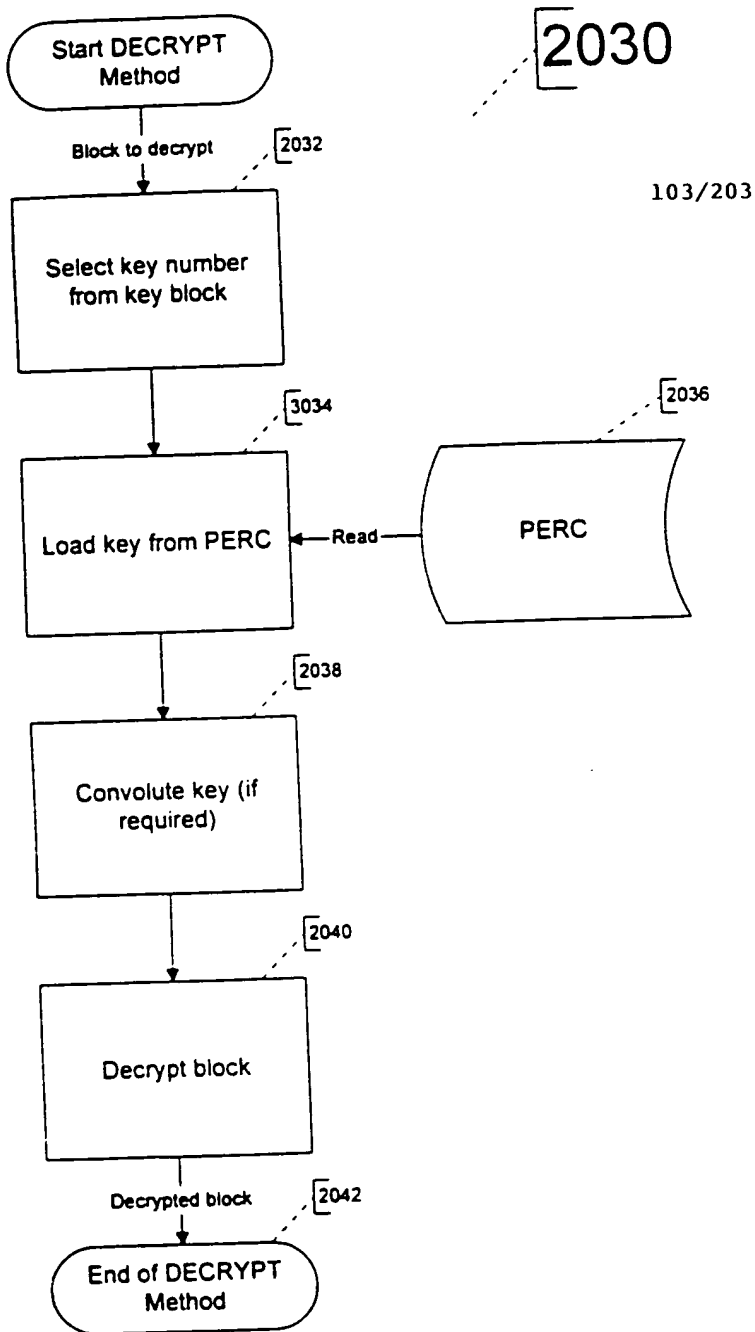 Start DECRYPT
Method
2030
Block to decrypt
2032
103/203
Select key number
from key block
3034
2036
Load key from PERC
Read
PERC
2038
Convolute key (if
required)
2040
Decrypt block
Decrypted block
2042
End of DECRYPT
Method